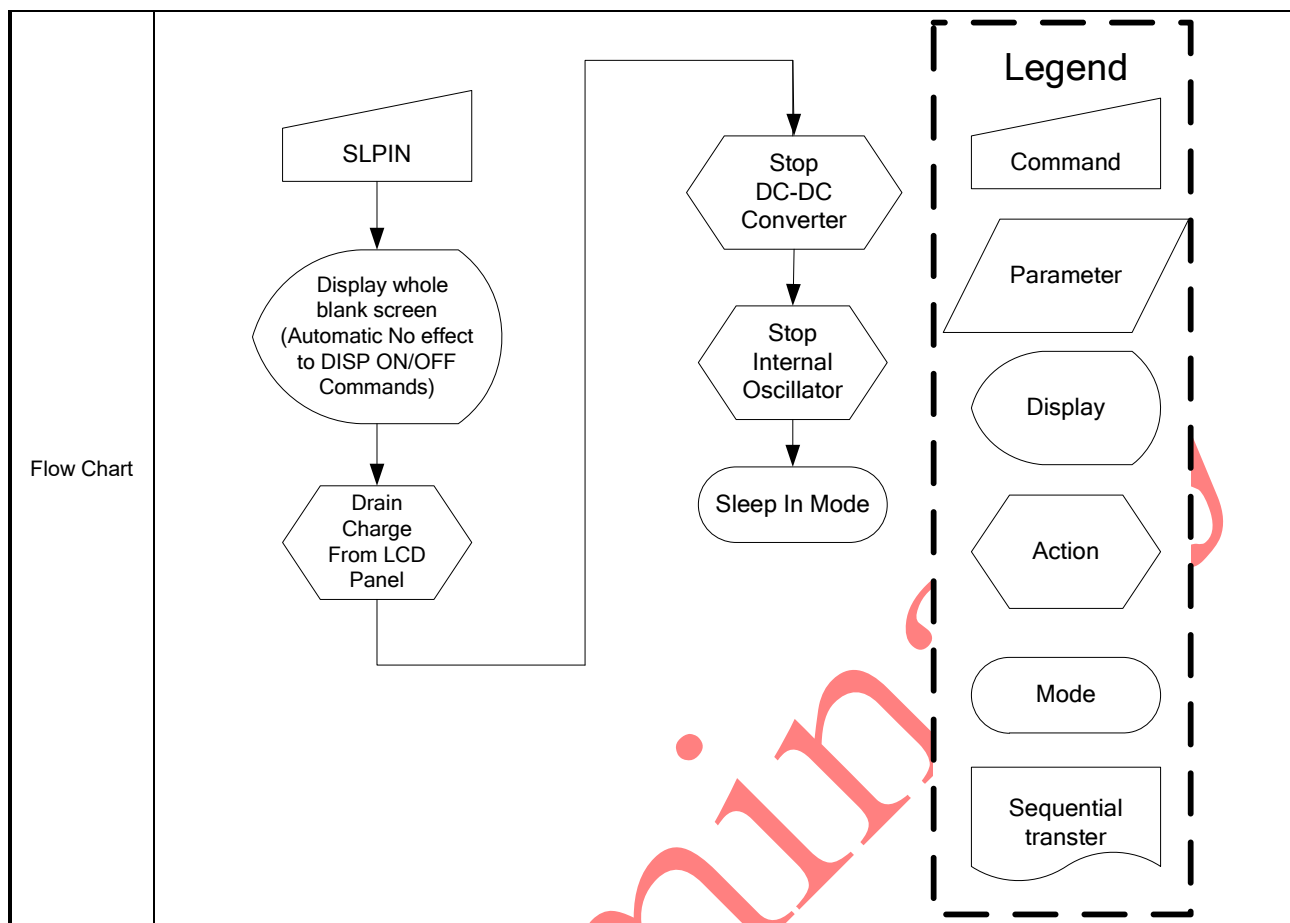 Flow Chart
SLPIN
Display whole
blank screen
(Automatic No effect
to DISP ON/OFF
Commands)
Drain
Charge
From LCD
Panel
Stop
DC-DC
Converter
Stop
Internal
Oscillator
Sleep In Mode
Legend
Command
Parameter
Display
Action
Mode
Sequential
transter